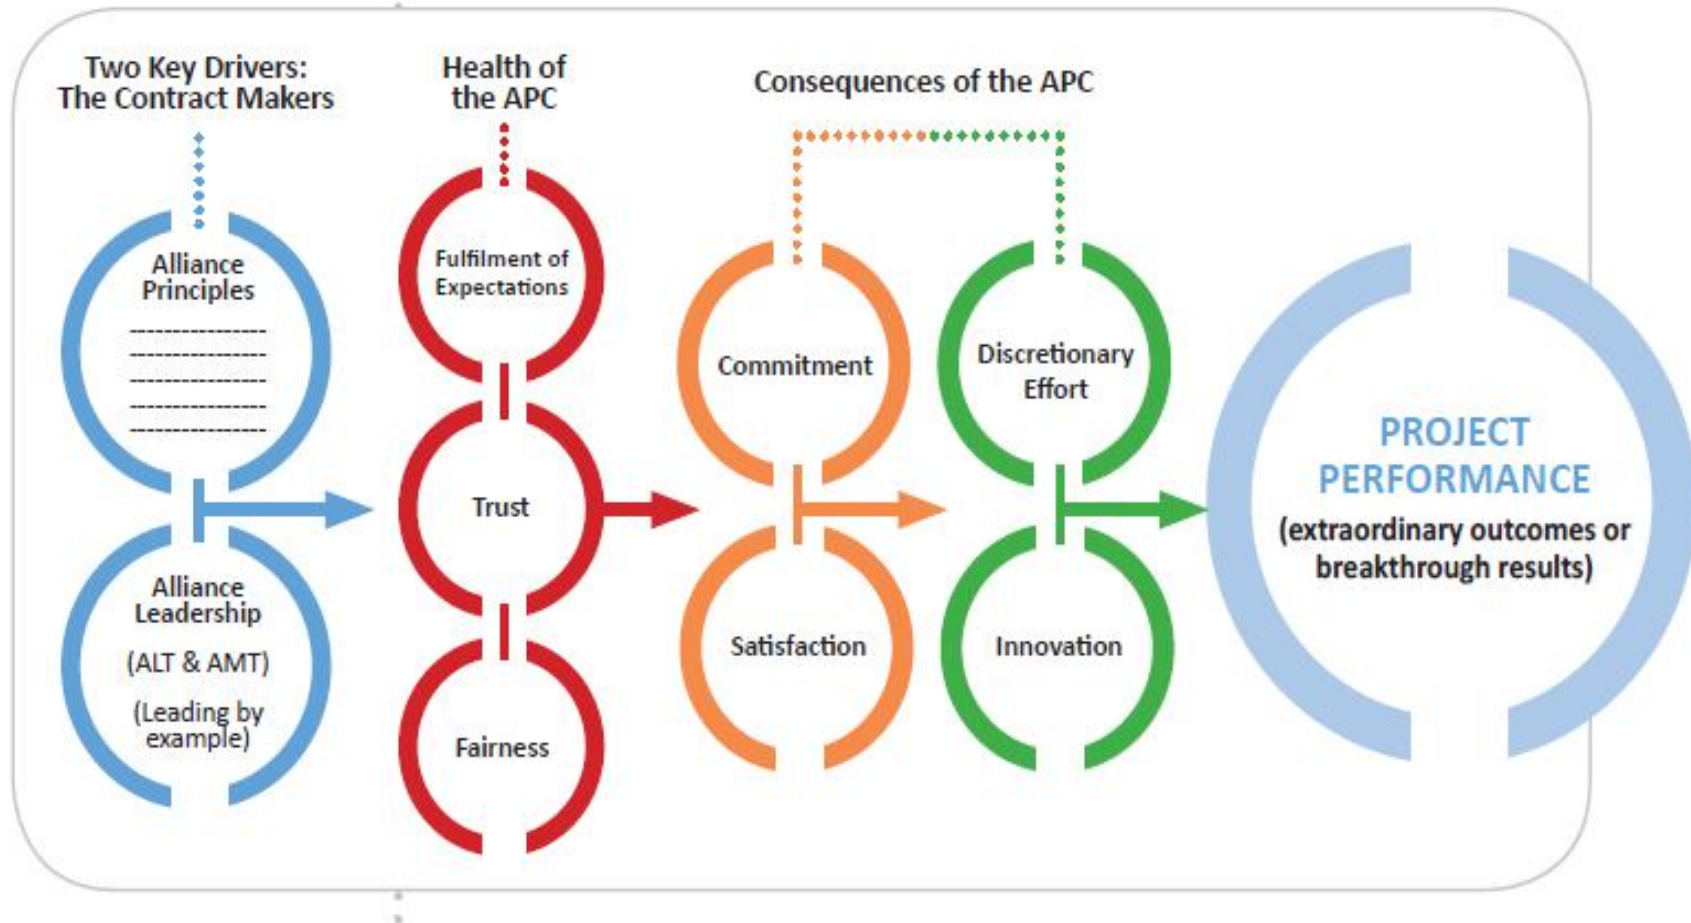 Two Key Drivers:
The Contract Makers
Health of
the APC
Consequences of the APC
Alliance
Principles
----------------
----------------
----------------
----------------
----------------
Alliance
Leadership
(ALT & AMT)
(Leading by
example)
Fulfilment of
Expectations
Trust
Fairness
Commitment
Satisfaction
Discretionary
Effort
Innovation
PROJECT
PERFORMANCE
(extraordinary outcomes or
breakthrough results)